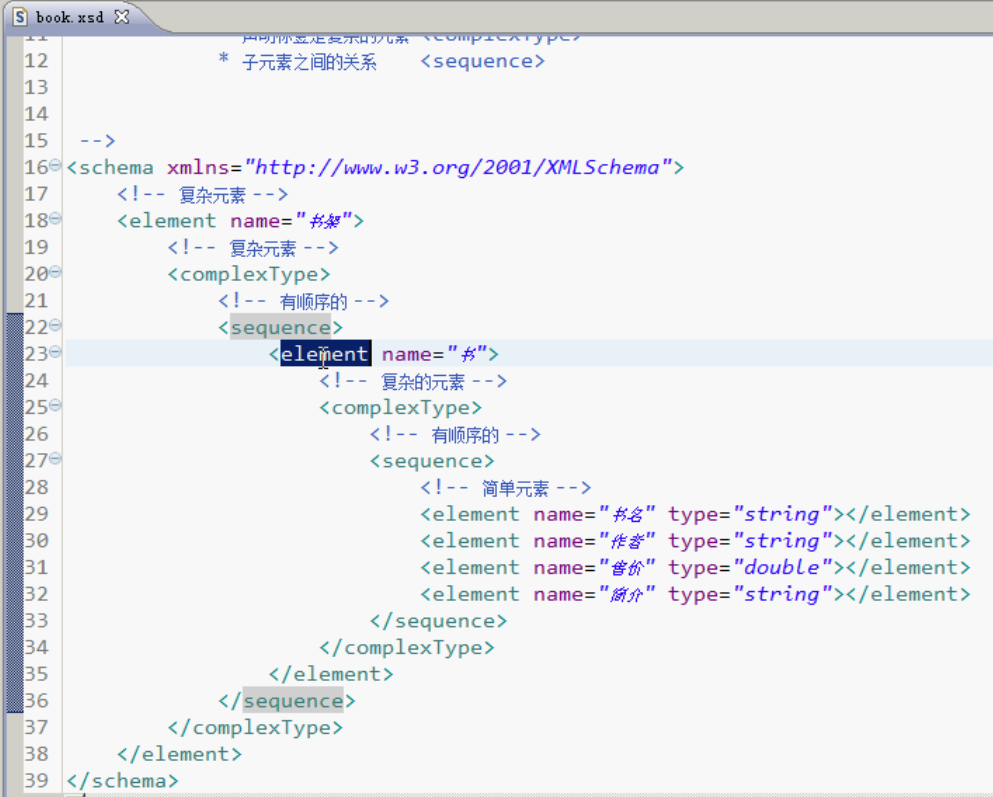 book.xsd
11 * 声明标签是复杂的元素 <complexType>
12 * 子元素之间的关系 <sequence>
13
14
15 -->
16 <schema xmlns="http://www.w3.org/2001/XMLSchema">
17 <!-- 复杂元素 -->
18 <element name="书架">
19 <!-- 复杂元素 -->
20 <complexType>
21 <!-- 有顺序的 -->
22 <sequence>
23 <element name="书">
24 <!-- 复杂的元素 -->
25 <complexType>
26 <!-- 有顺序的 -->
27 <sequence>
28 <!-- 简单元素 -->
29 <element name="书名" type="string"></element>
30 <element name="作者" type="string"></element>
31 <element name="售价" type="double"></element>
32 <element name="简介" type="string"></element>
33 </sequence>
34 </complexType>
35 </element>
36 </sequence>
37 </complexType>
38 </element>
39 </schema>